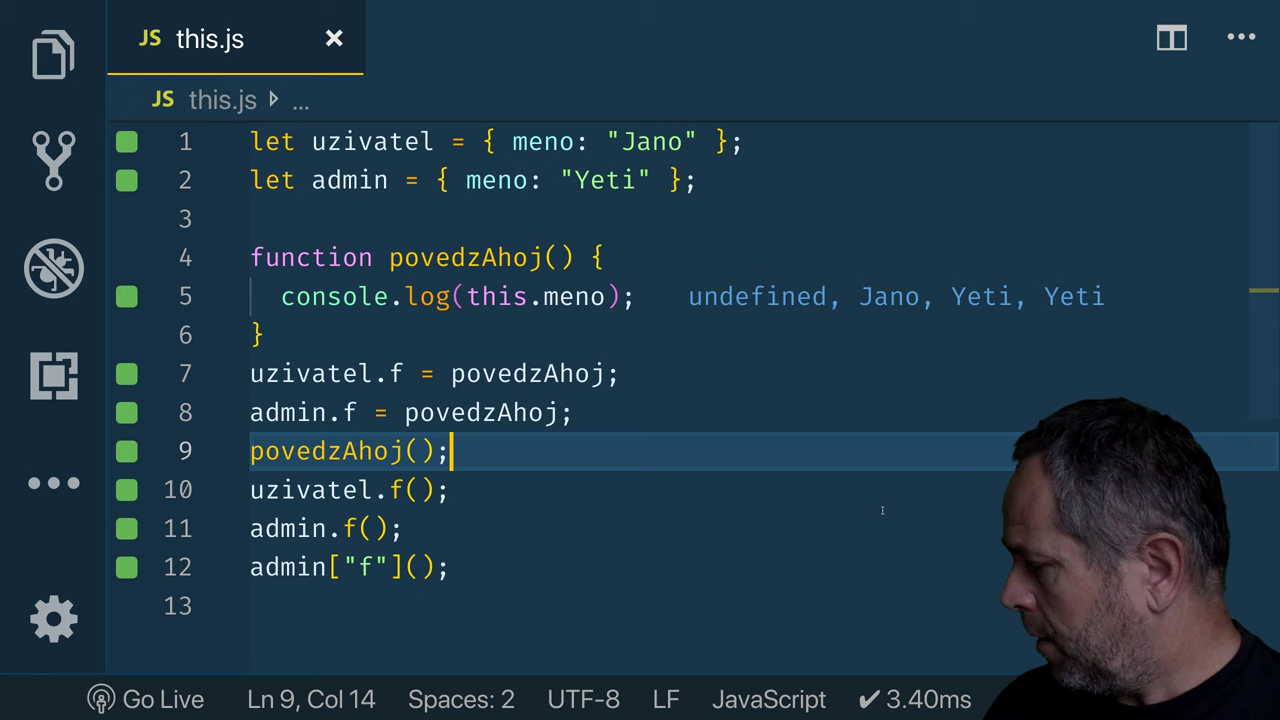 JS this.js ×
JS this.js ...
1 let uzivatel = { meno: "Jano" };
2 let admin = { meno: "Yeti" };
3
4 function povedzAhoj() {
5 console.log(this.meno); undefined, Jano, Yeti, Yeti
6 }
7 uzivatel.f = povedzAhoj;
8 admin.f = povedzAhoj;
9 povedzAhoj();
10 uzivatel.f();
11 admin.f();
12 admin["f"]();
13
Go Live Ln 9, Col 14 Spaces: 2 UTF-8 LF JavaScript ✔ 3.40ms